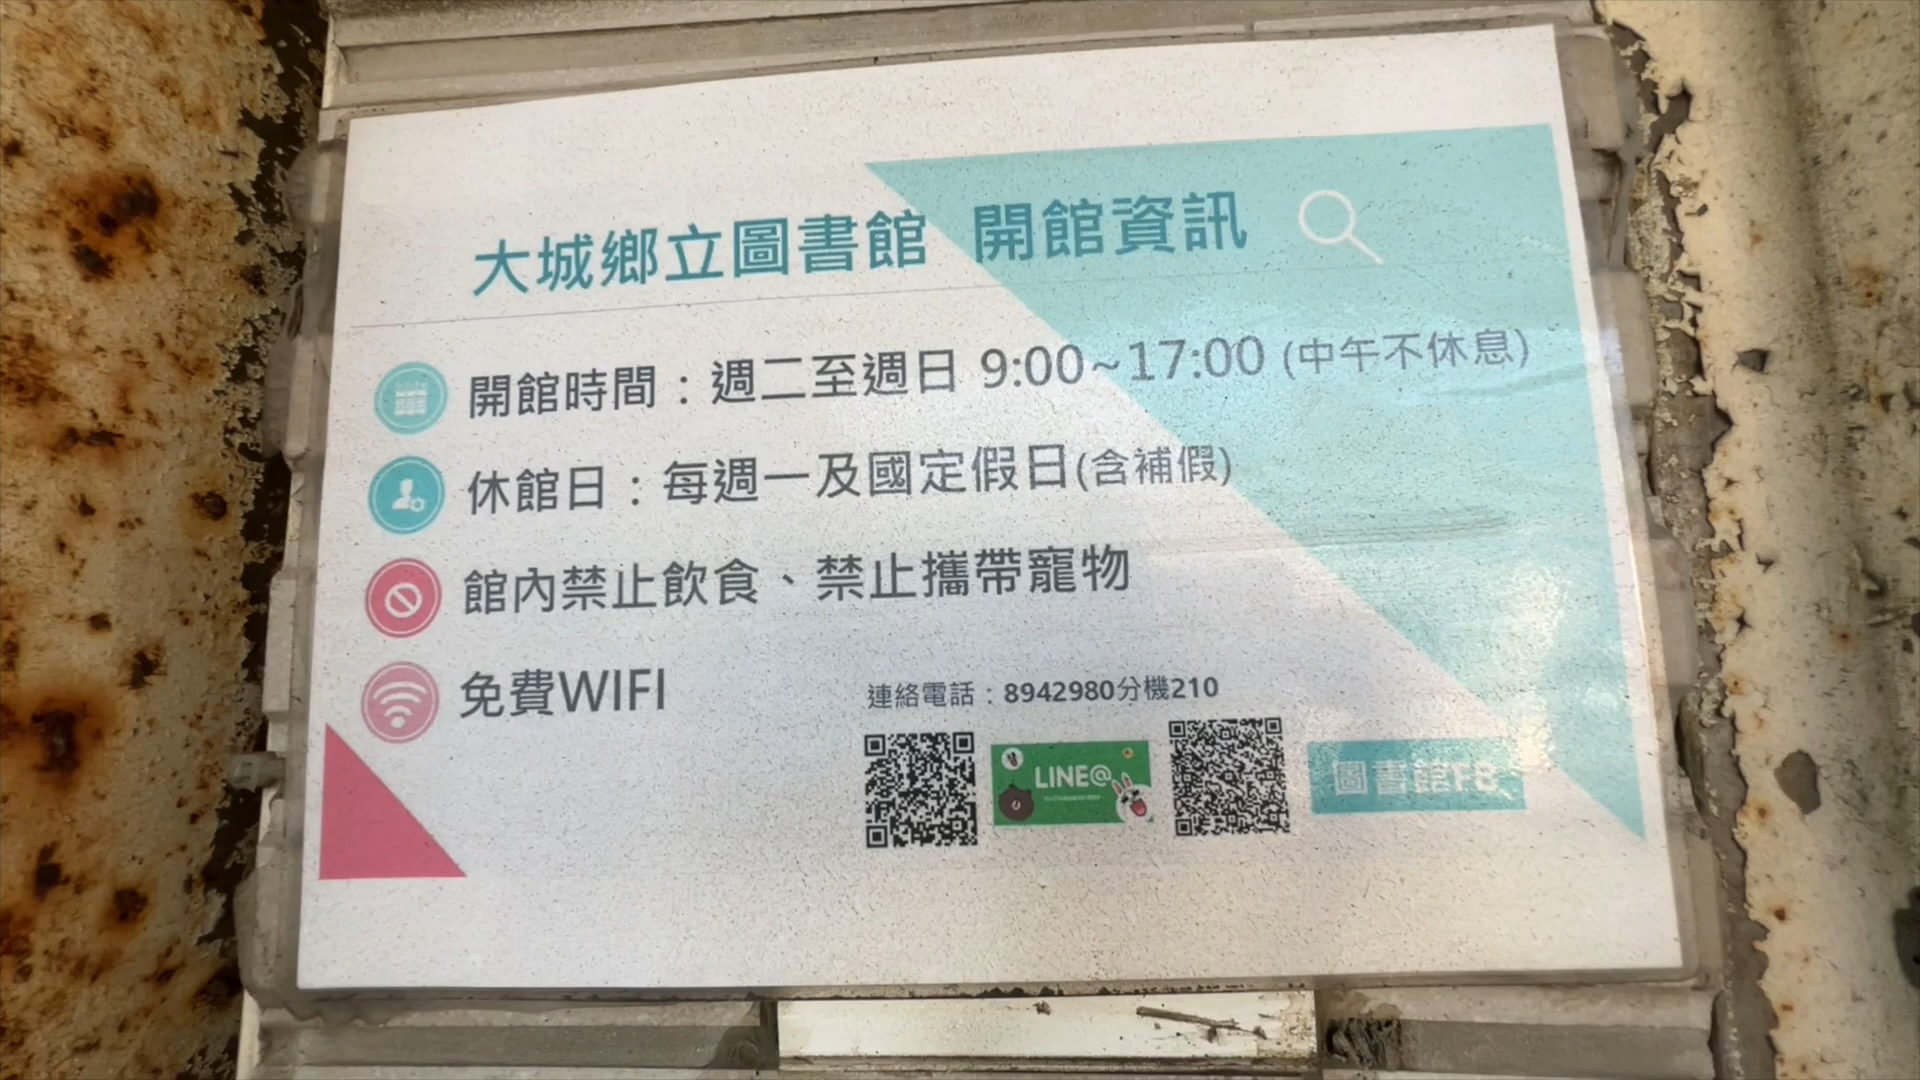 大城鄉立圖書館 開館資訊
開館時間：週二至週日 9:00~17:00 (中午不休息)
休館日：每週一及國定假日(含補假)
館內禁止飲食、禁止攜帶寵物
免費WIFI
連絡電話：8942980分機210
LINE@
圖書館FB